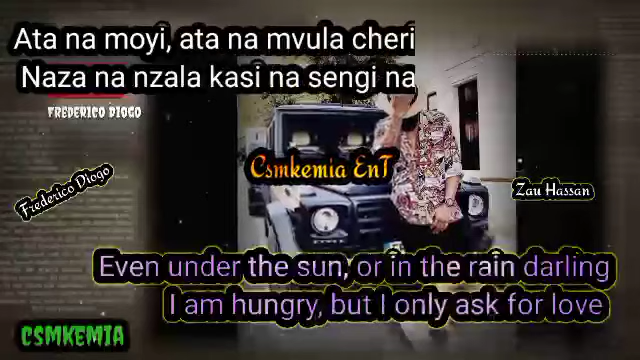 Ata na moyi, ata na mvula cheri
Naza na nzala kasi na sengi na
FREDERICO DIOGO
Csmkemia EnT
Frederico Diogo
Zau Hassan
Even under the sun, or in the rain darling
I am hungry, but I only ask for love
CSMKEMIA